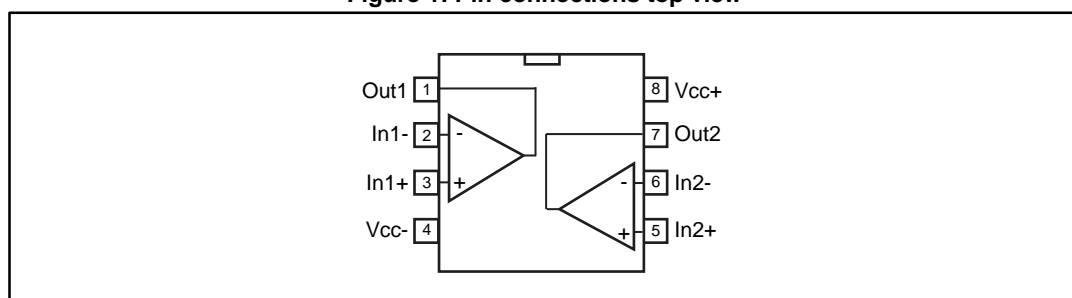 Figure 1. Pin connections top view
Out1 1
8 Vcc+
In1- 2 -
7 Out2
In1+ 3 +
- 6 In2-
Vcc- 4
+ 5 In2+